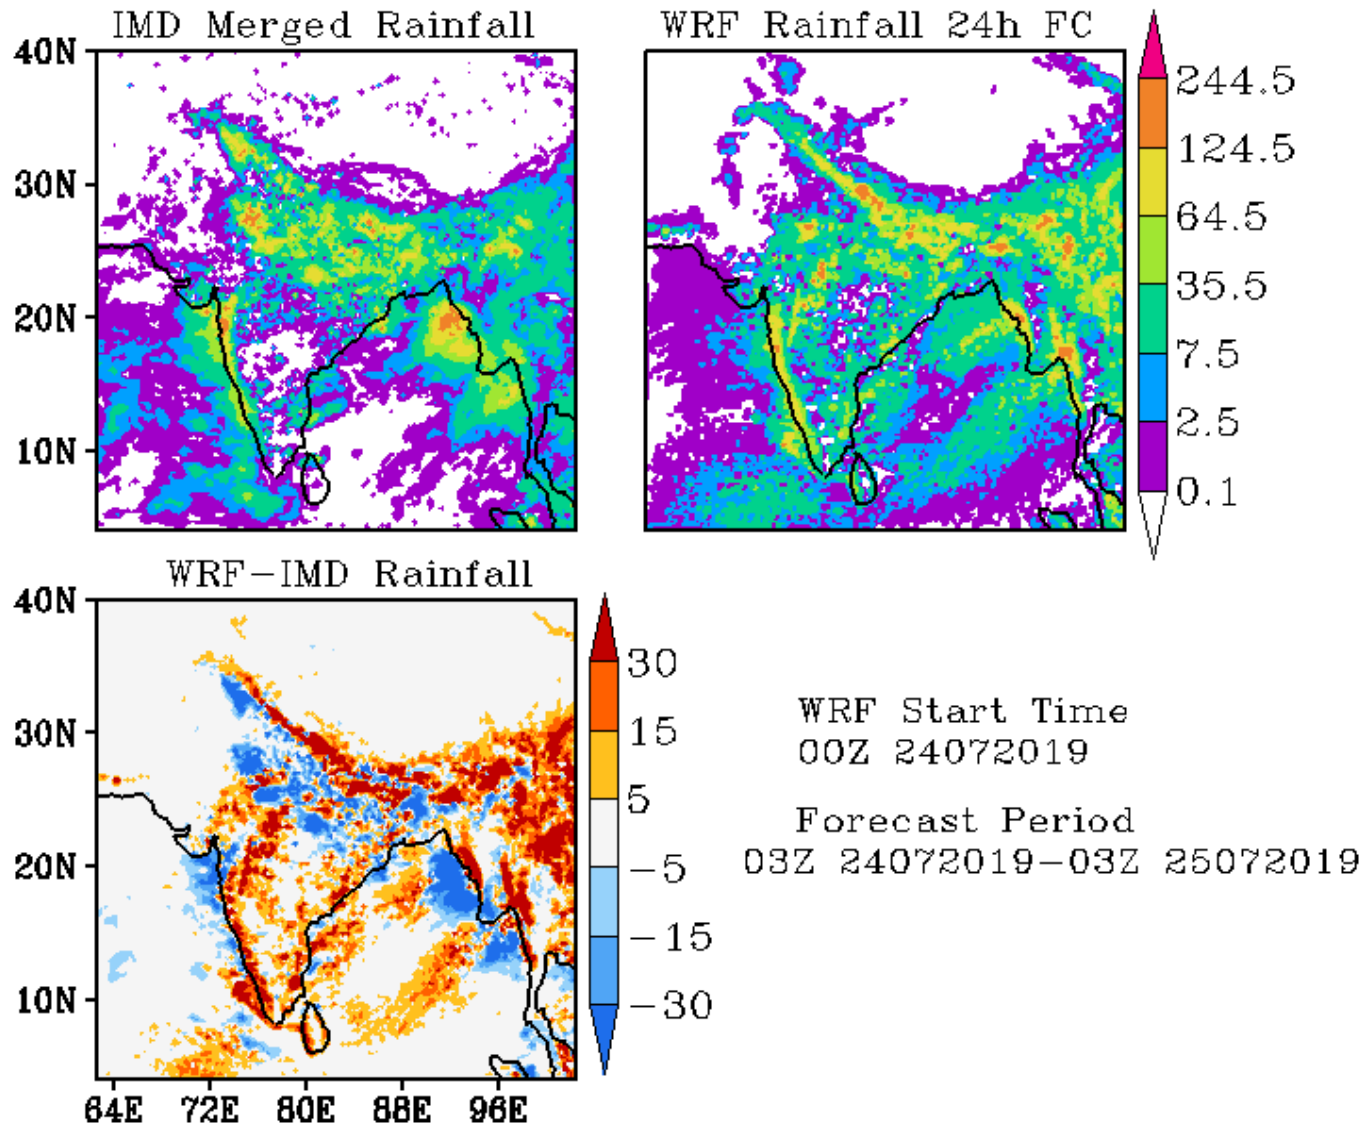 IMD Merged Rainfall
WRF Rainfall 24h FC
40N
30N
20N
10N
244.5
124.5
64.5
35.5
7.5
2.5
0.1
WRF-IMD Rainfall
40N
30N
20N
10N
64E 72E 80E 88E 96E
30
15
5
-5
-15
-30
WRF Start Time
00Z 24072019
Forecast Period
03Z 24072019-03Z 25072019